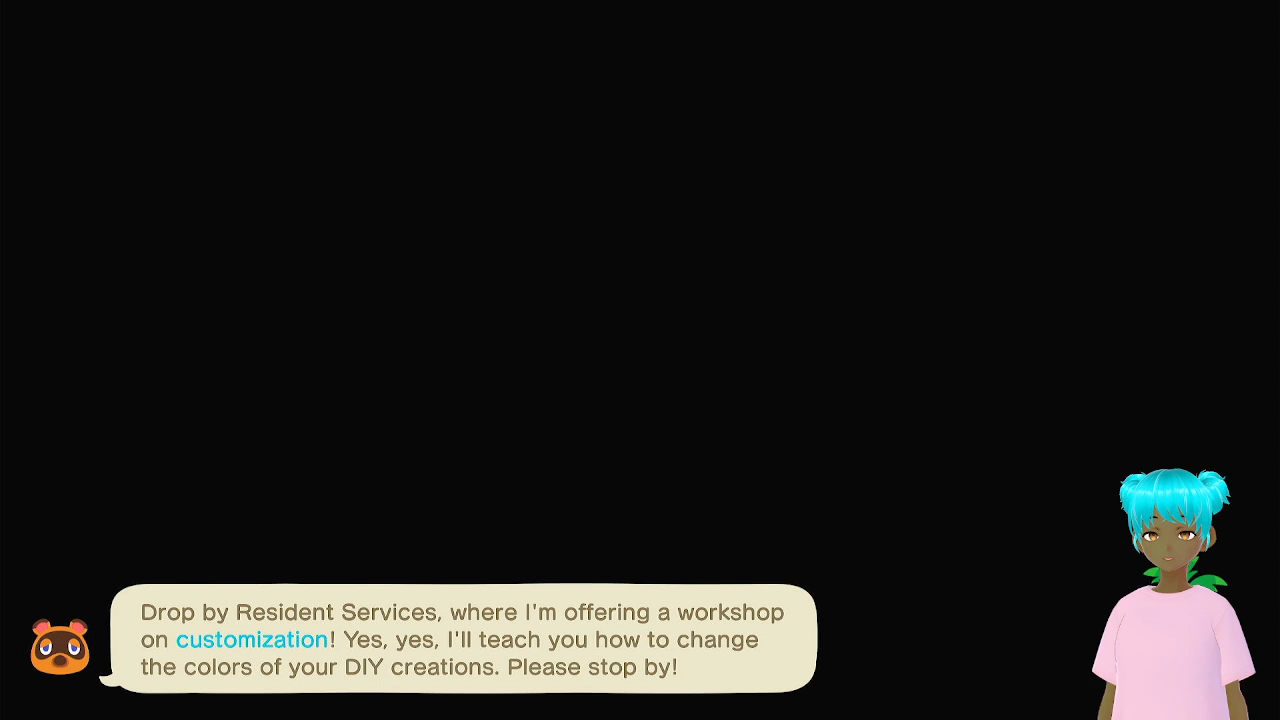 Drop by Resident Services, where I'm offering a workshop
on customization! Yes, yes, I'll teach you how to change
the colors of your DIY creations. Please stop by!